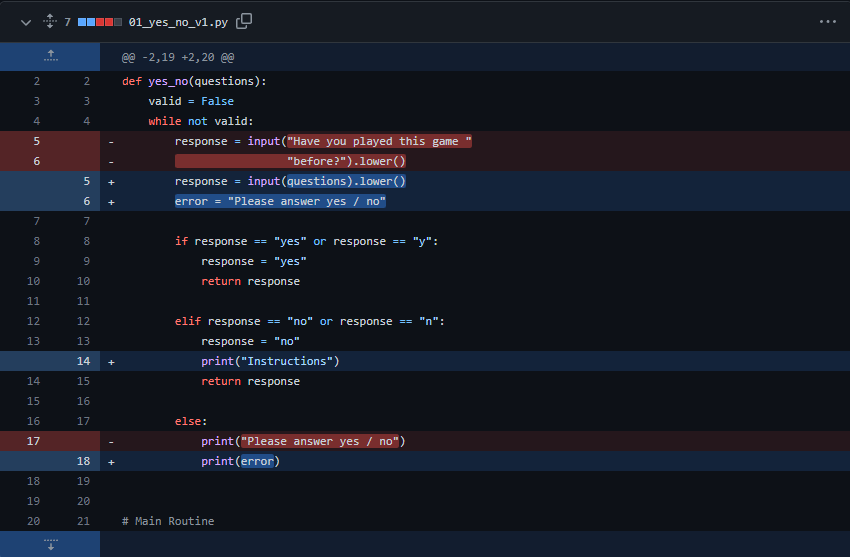 7 01_yes_no_v1.py
@@ -2,19 +2,20 @@
2 2 def yes_no(questions):
3 3 valid = False
4 4 while not valid:
5 - response = input("Have you played this game "
6 - "before?").lower()
5 + response = input(questions).lower()
6 + error = "Please answer yes / no"
7 7
8 8 if response == "yes" or response == "y":
9 9 response = "yes"
10 10 return response
11 11
12 12 elif response == "no" or response == "n":
13 13 response = "no"
14 + print("Instructions")
14 15 return response
15 16
16 17 else:
17 - print("Please answer yes / no")
18 + print(error)
18 19
19 20
20 21 # Main Routine